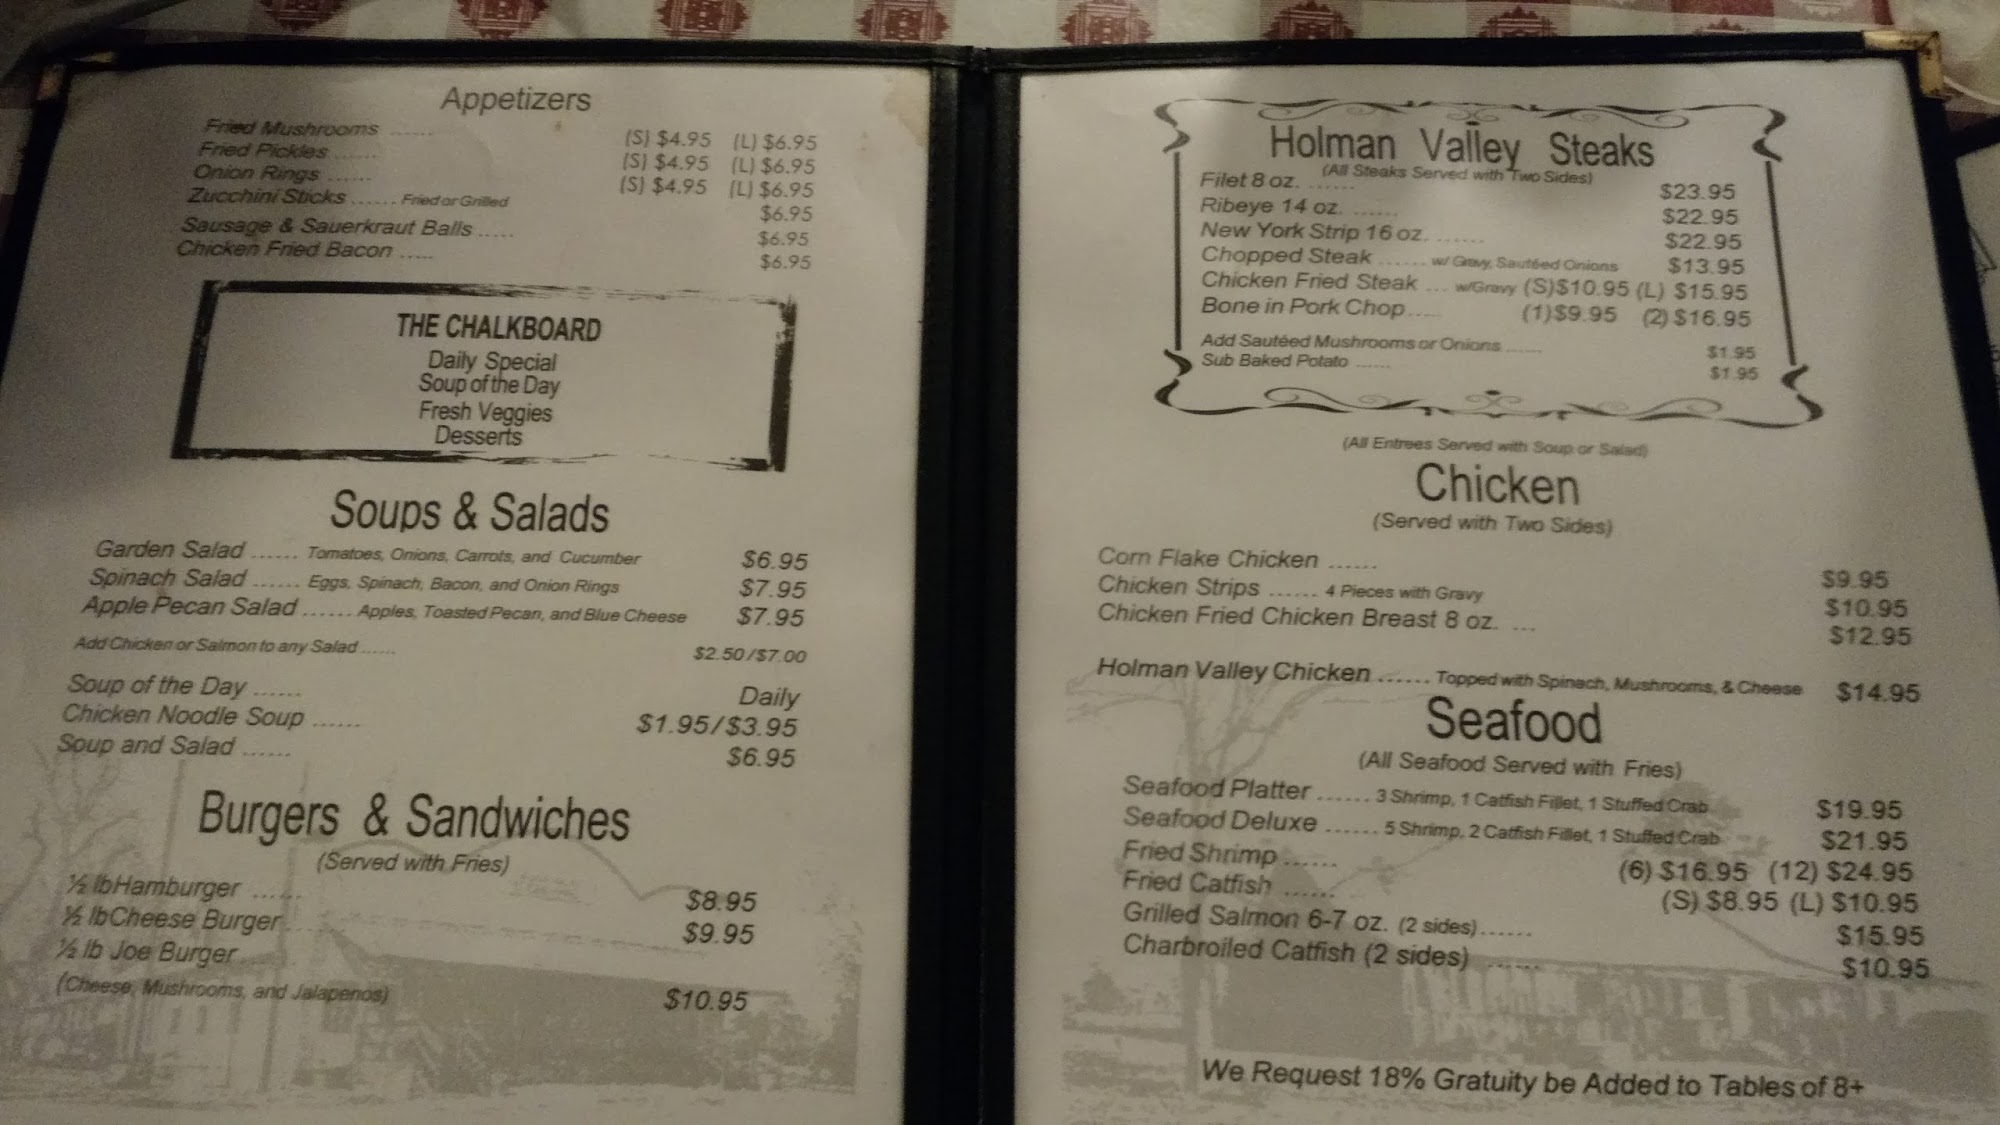 Appetizers
Fried Mushrooms ...... (S) $4.95 (L) $6.95
Fried Pickles ...... (S) $4.95 (L) $6.95
Onion Rings ...... (S) $4.95 (L) $6.95
Zucchini Sticks ...... Fried or Grilled $6.95
Sausage & Sauerkraut Balls ..... $6.95
Chicken Fried Bacon ..... $6.95
THE CHALKBOARD
Daily Special
Soup of the Day
Fresh Veggies
Desserts
Soups & Salads
Garden Salad ...... Tomatoes, Onions, Carrots, and Cucumber $6.95
Spinach Salad ...... Eggs, Spinach, Bacon, and Onion Rings $7.95
Apple Pecan Salad ...... Apples, Toasted Pecan, and Blue Cheese $7.95
Add Chicken or Salmon to any Salad ...... $2.50/$7.00
Soup of the Day ...... Daily
Chicken Noodle Soup ...... $1.95/$3.95
Soup and Salad ...... $6.95
Burgers & Sandwiches
(Served with Fries)
½ lbHamburger ...... $8.95
½ lbCheese Burger ...... $9.95
½ lb Joe Burger ......
(Cheese, Mushrooms, and Jalapenos) $10.95
Holman Valley Steaks
(All Steaks Served with Two Sides)
Filet 8 oz. ...... $23.95
Ribeye 14 oz. ...... $22.95
New York Strip 16 oz. ...... $22.95
Chopped Steak ...... w/ Gravy, Sautéed Onions $13.95
Chicken Fried Steak ... w/Gravy (S)$10.95 (L) $15.95
Bone in Pork Chop..... (1)$9.95 (2) $16.95
Add Sautéed Mushrooms or Onions ...... $1.95
Sub Baked Potato ...... $1.95
(All Entrees Served with Soup or Salad)
Chicken
(Served with Two Sides)
Corn Flake Chicken ...... $9.95
Chicken Strips ...... 4 Pieces with Gravy $10.95
Chicken Fried Chicken Breast 8 oz. ... $12.95
Holman Valley Chicken ...... Topped with Spinach, Mushrooms, & Cheese $14.95
Seafood
(All Seafood Served with Fries)
Seafood Platter ...... 3 Shrimp, 1 Catfish Fillet, 1 Stuffed Crab $19.95
Seafood Deluxe ...... 5 Shrimp, 2 Catfish Fillet, 1 Stuffed Crab $21.95
Fried Shrimp ...... (6) $16.95 (12) $24.95
Fried Catfish ...... (S) $8.95 (L) $10.95
Grilled Salmon 6-7 oz. (2 sides)...... $15.95
Charbroiled Catfish (2 sides) ...... $10.95
We Request 18% Gratuity be Added to Tables of 8+